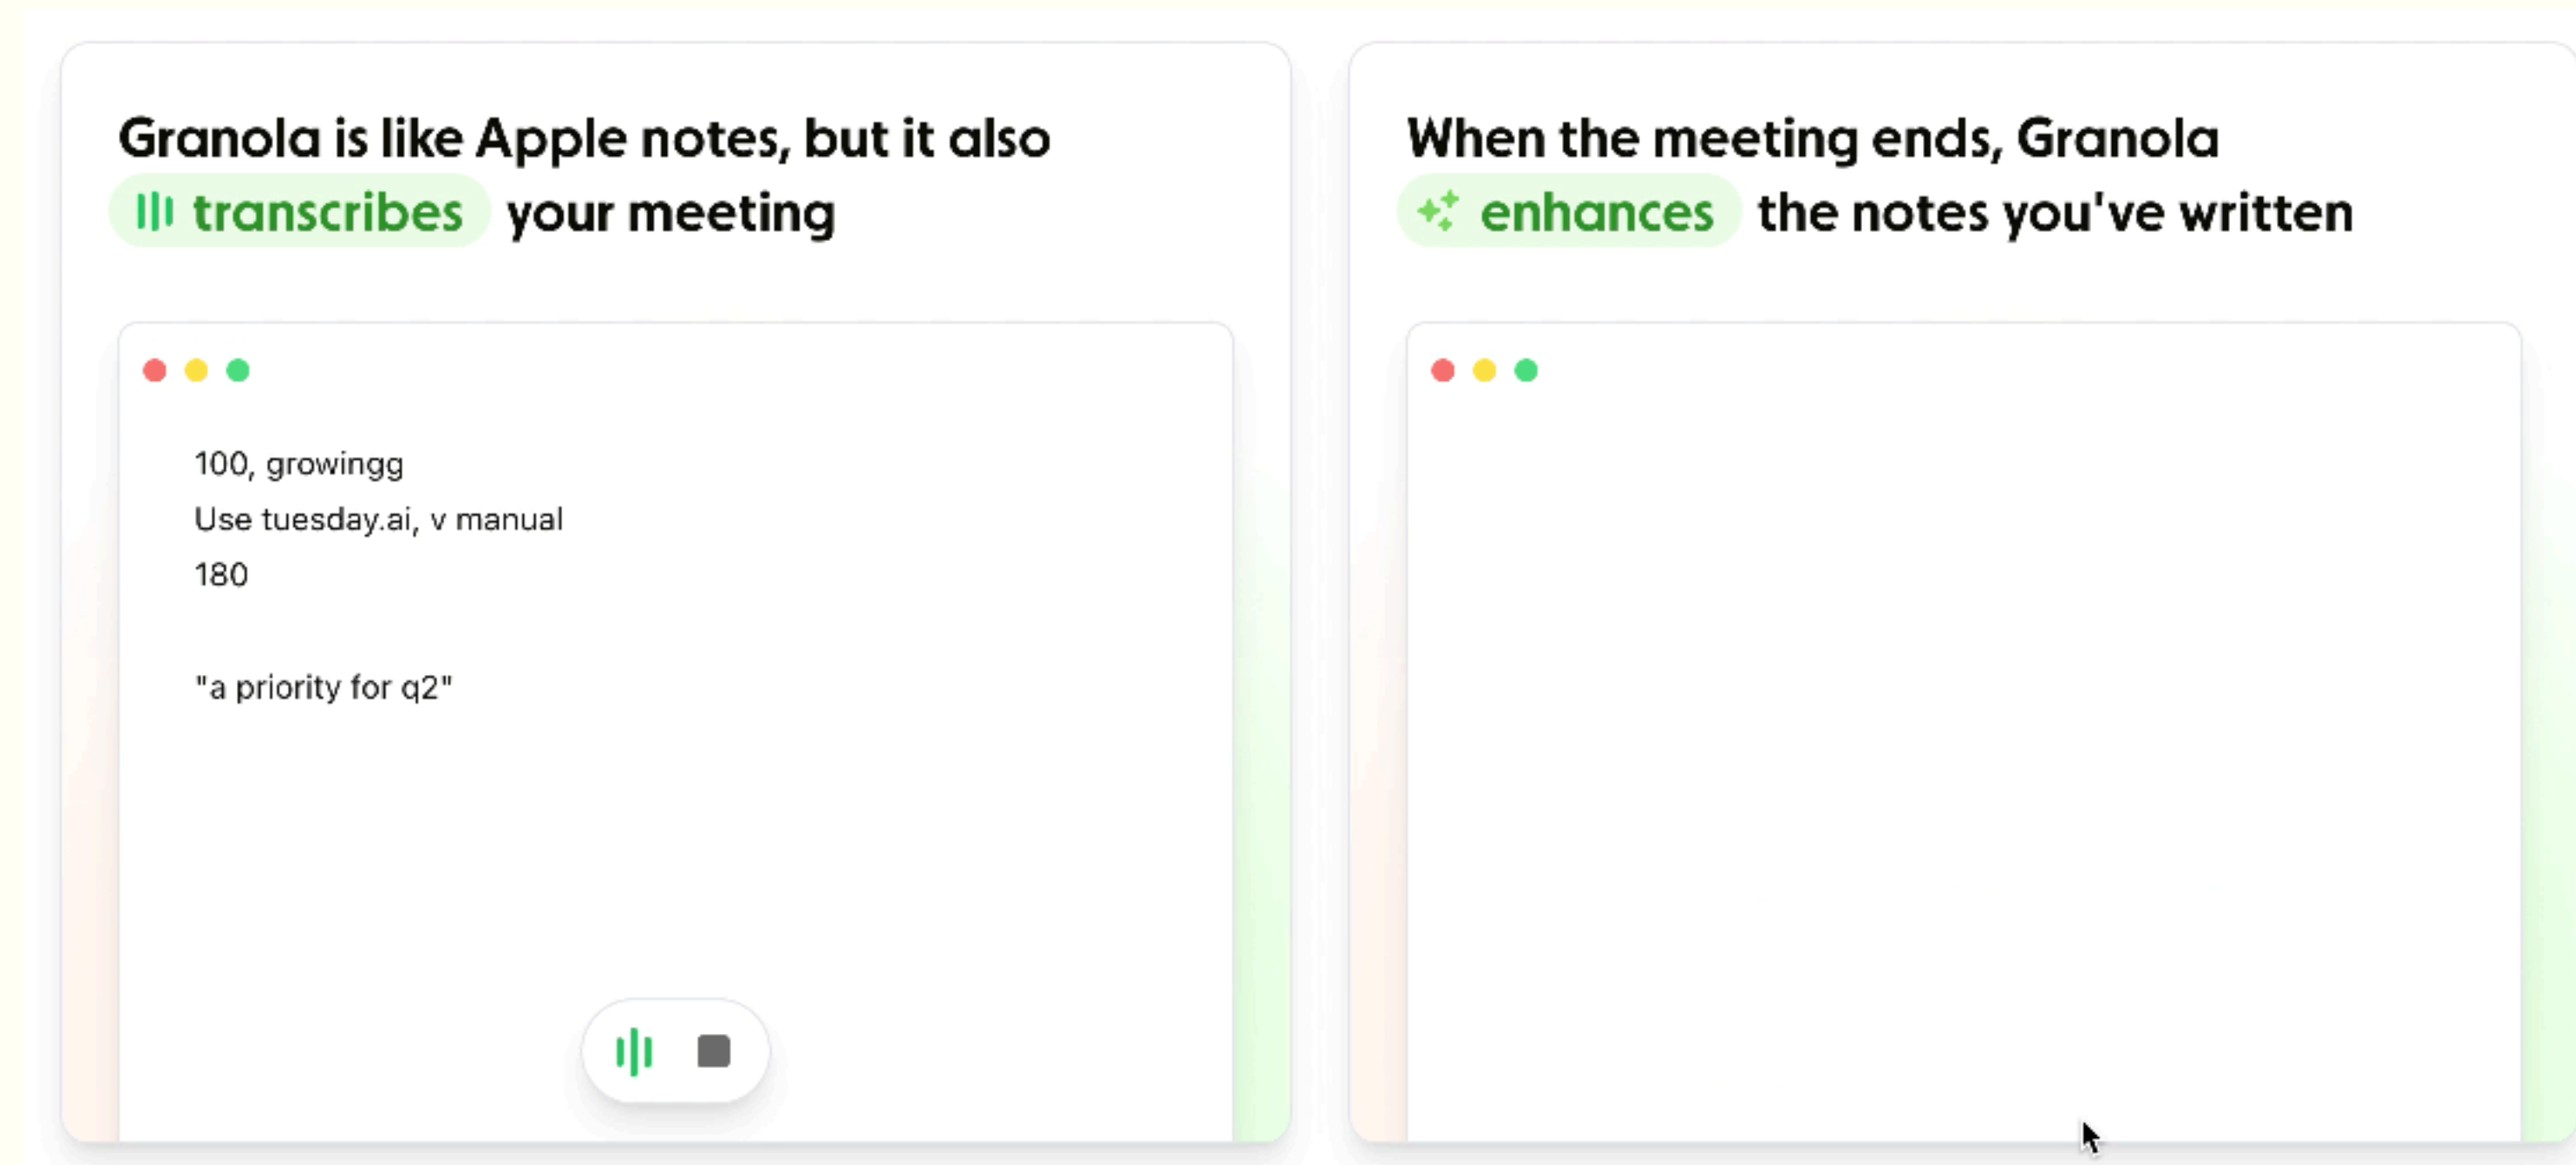 Granola is like Apple notes, but it also
transcribes your meeting
100, growingg
Use tuesday.ai, v manual
180
"a priority for q2"
When the meeting ends, Granola
enhances the notes you've written